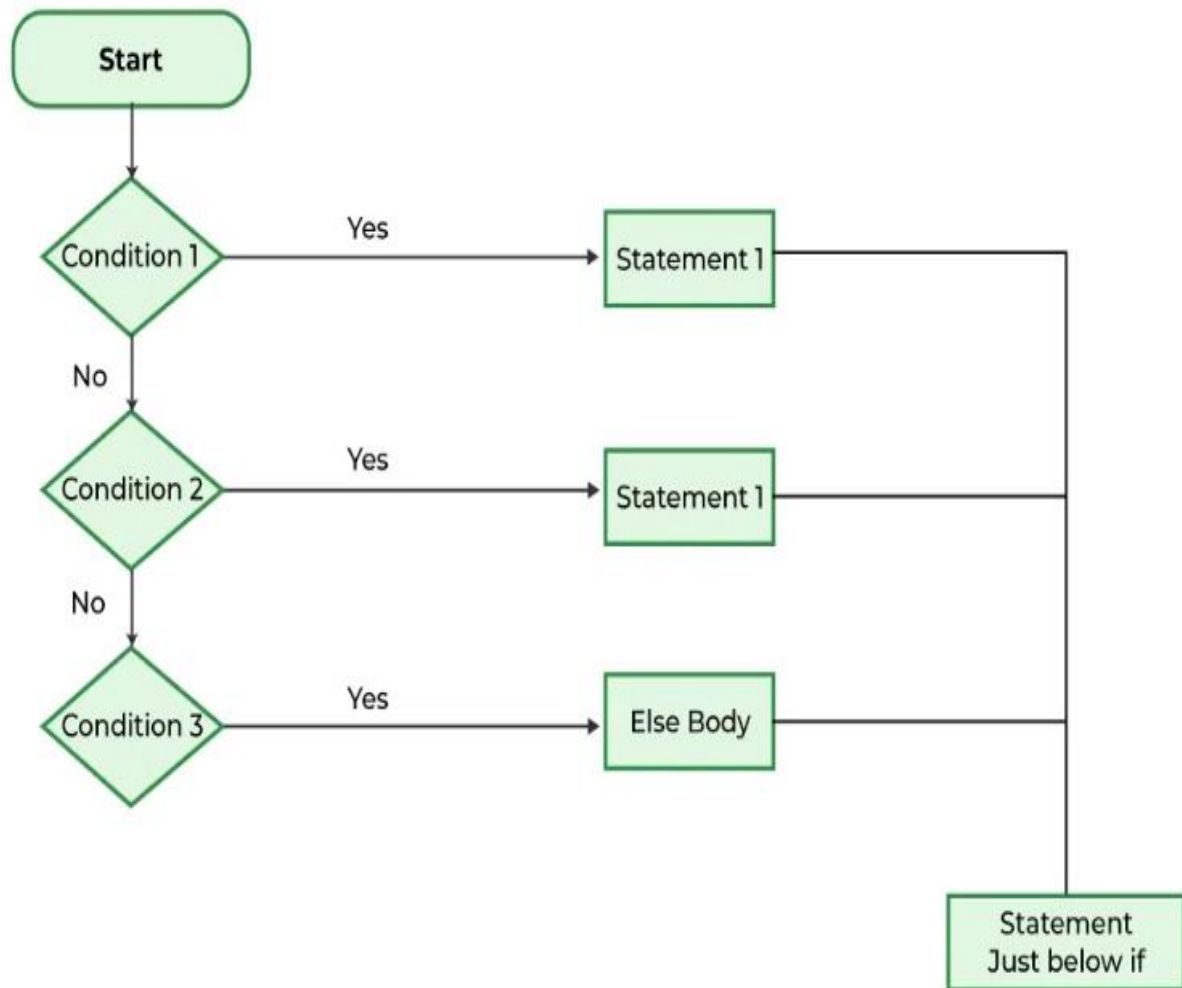 Start
Condition 1
Yes
Statement 1
No
Condition 2
Yes
Statement 1
No
Condition 3
Yes
Else Body
Statement
Just below if